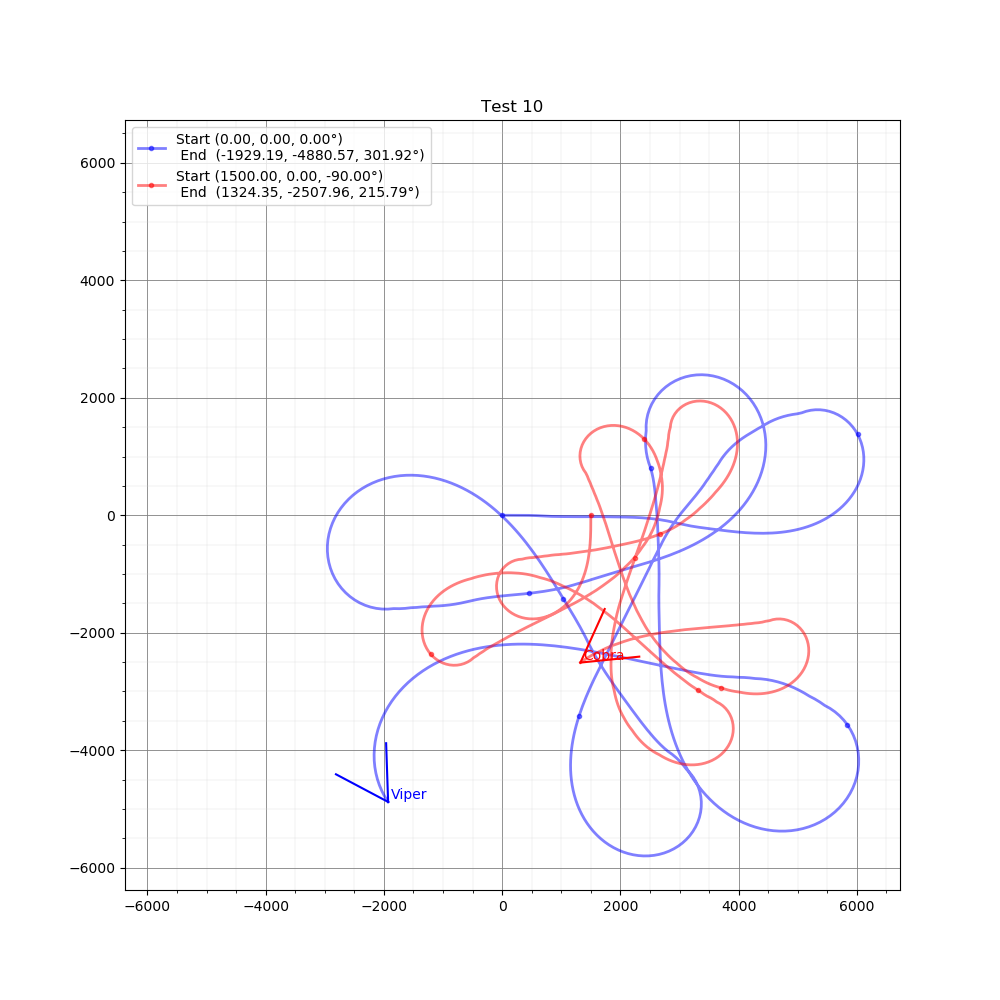 Test 10
Start (0.00, 0.00, 0.00°)
End  (-1929.19, -4880.57, 301.92°)
Start (1500.00, 0.00, -90.00°)
End  (1324.35, -2507.96, 215.79°)
6000
4000
2000
0
−2000
−4000
−6000
Cobra
Viper
−6000 −4000 −2000 0 2000 4000 6000